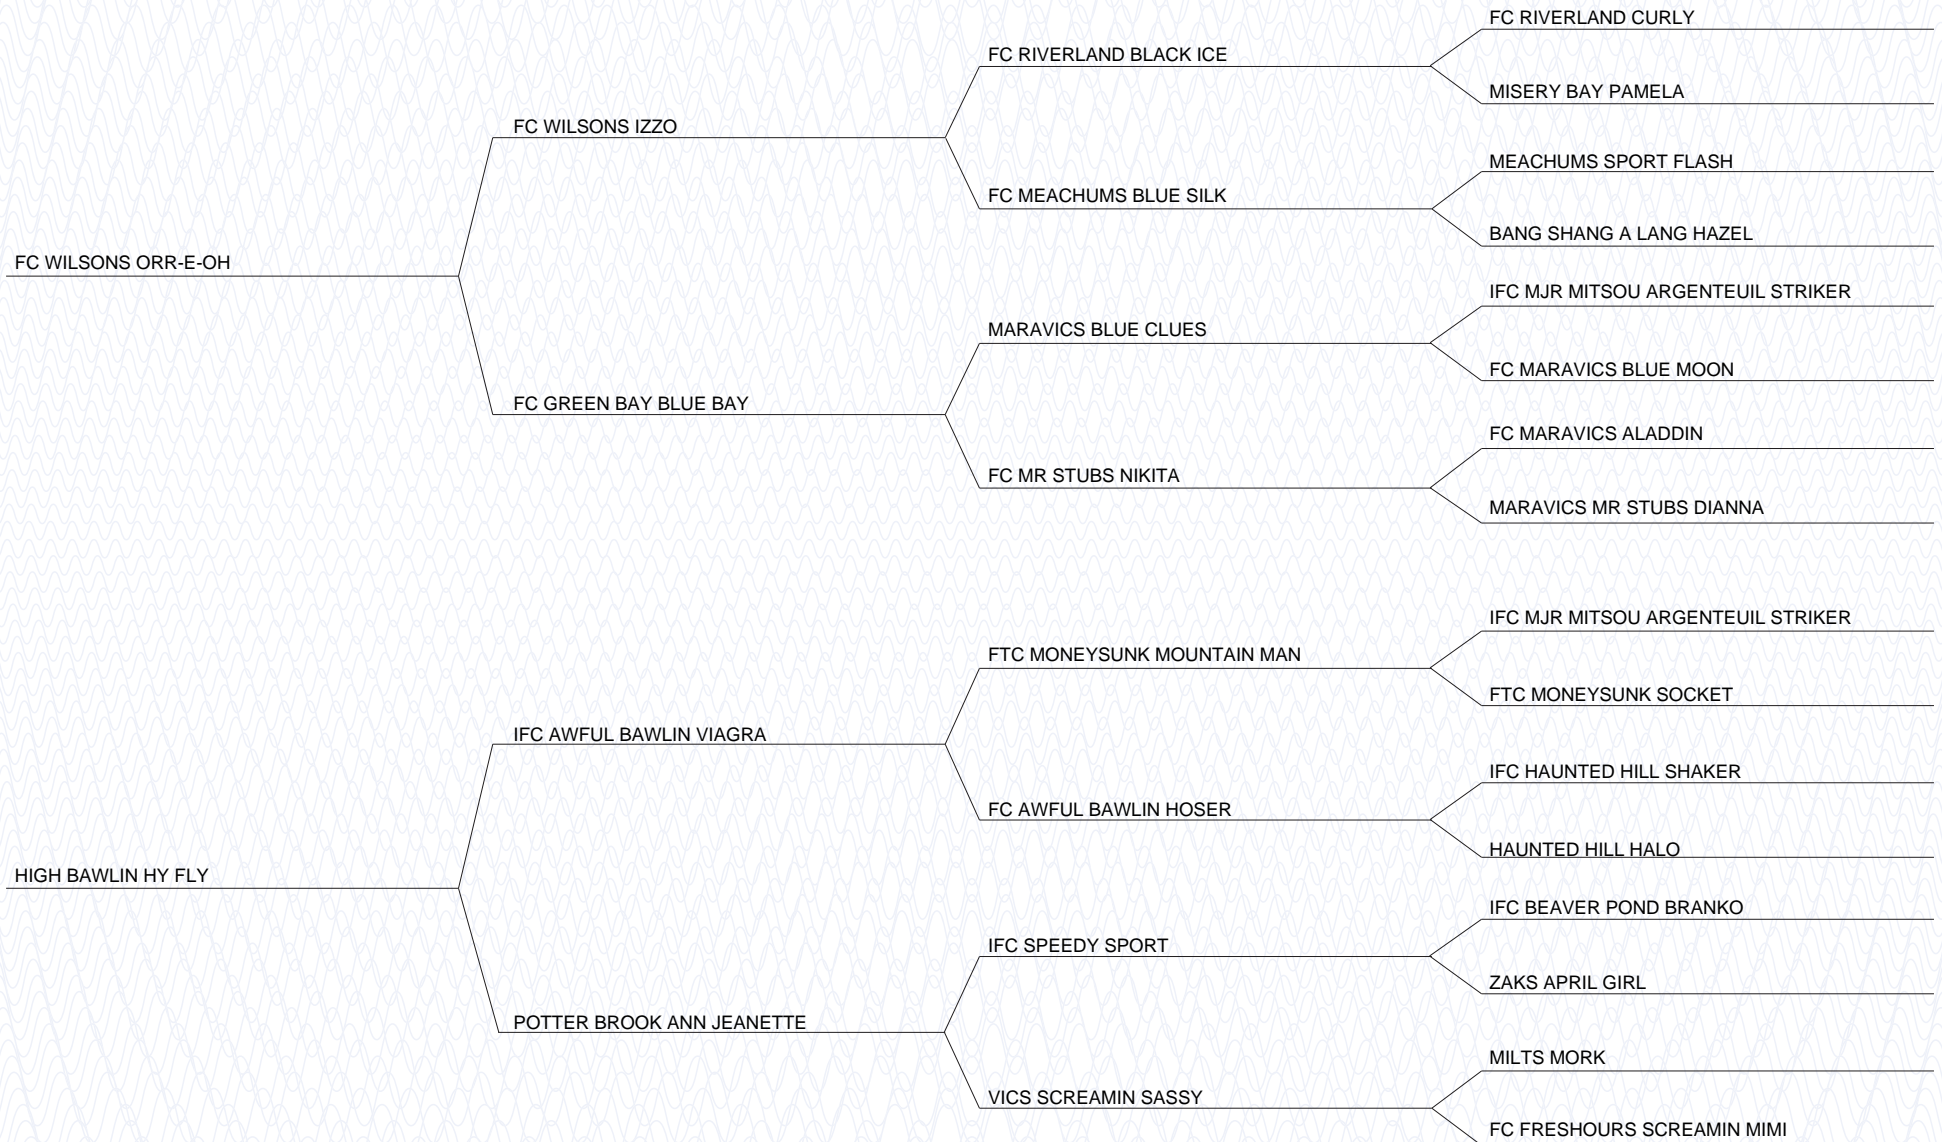 FC RIVERLAND CURLY
FC RIVERLAND BLACK ICE
MISERY BAY PAMELA
FC WILSONS IZZO
MEACHUMS SPORT FLASH
FC MEACHUMS BLUE SILK
BANG SHANG A LANG HAZEL
FC WILSONS ORR-E-OH
IFC MJR MITSOU ARGENTEUIL STRIKER
MARAVICS BLUE CLUES
FC MARAVICS BLUE MOON
FC GREEN BAY BLUE BAY
FC MARAVICS ALADDIN
FC MR STUBS NIKITA
MARAVICS MR STUBS DIANNA
IFC MJR MITSOU ARGENTEUIL STRIKER
FTC MONEYSUNK MOUNTAIN MAN
FTC MONEYSUNK SOCKET
IFC AWFUL BAWLIN VIAGRA
IFC HAUNTED HILL SHAKER
FC AWFUL BAWLIN HOSER
HAUNTED HILL HALO
HIGH BAWLIN HY FLY
IFC BEAVER POND BRANKO
IFC SPEEDY SPORT
ZAKS APRIL GIRL
POTTER BROOK ANN JEANETTE
MILTS MORK
VICS SCREAMIN SASSY
FC FRESHOURS SCREAMIN MIMI